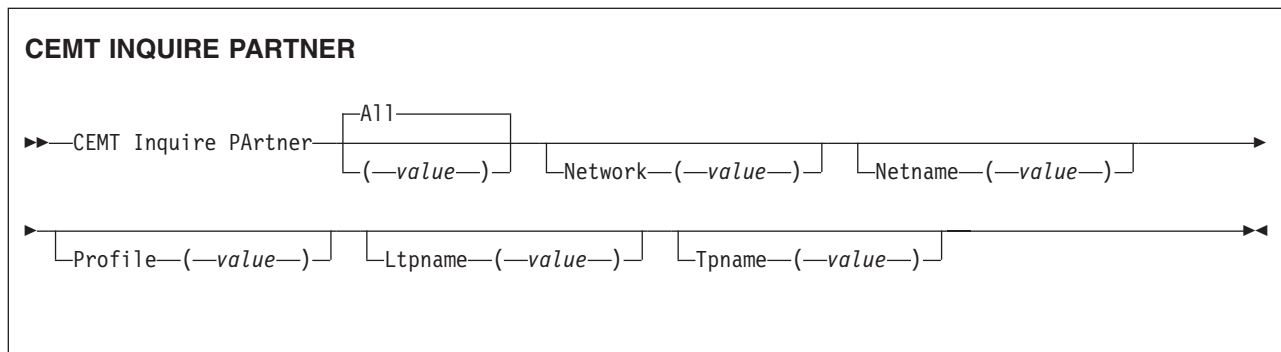 CEMT INQUIRE PARTNER
All
CEMT Inquire PArtner
( value )
Network ( value )
Netname ( value )
Profile ( value )
Ltpname ( value )
Tpname ( value )